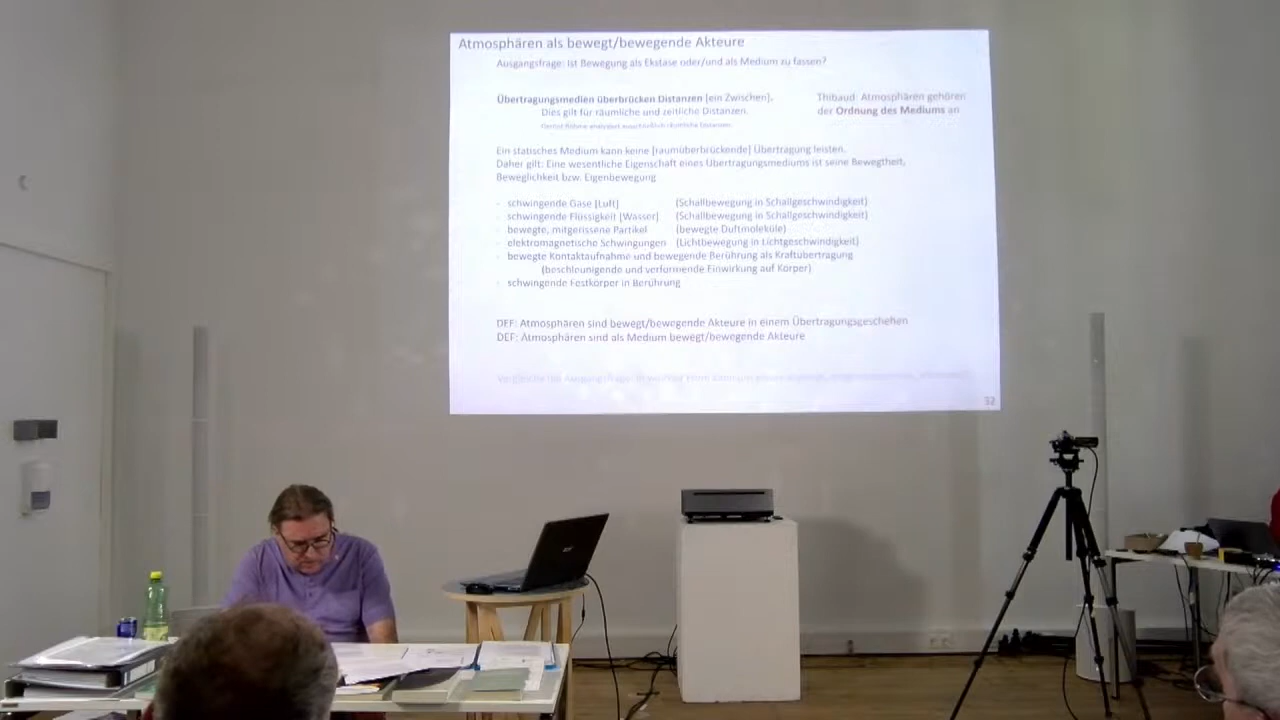 Atmosphären als bewegt/bewegende Akteure
Ausgangsfrage: Ist Bewegung als Ekstase oder/und als Medium zu fassen?
Übertragungsmedien überbrücken Distanzen [ein Zwischen].
Dies gilt für räumliche und zeitliche Distanzen.
Thibaud: Atmosphären gehören
der Ordnung des Mediums an
Ein statisches Medium kann keine [raumüberbrückende] Übertragung leisten.
Daher gilt: Eine wesentliche Eigenschaft eines Übertragungsmediums ist seine Bewegtheit,
Beweglichkeit bzw. Eigenbewegung
- schwingende Gase [Luft] (Schallbewegung in Schallgeschwindigkeit)
- schwingende Flüssigkeit [Wasser] (Schallbewegung in Schallgeschwindigkeit)
- bewegte, mitgerissene Partikel (bewegte Duftmoleküle)
- elektromagnetische Schwingungen (Lichtbewegung in Lichtgeschwindigkeit)
- bewegte Kontaktaufnahme und bewegende Berührung als Kraftübertragung
(beschleunigende und verformende Einwirkung auf Körper)
- schwingende Festkörper in Berührung
DEF: Atmosphären sind bewegt/bewegende Akteure in einem Übertragungsgeschehen
DEF: Atmosphären sind als Medium bewegt/bewegende Akteure
32